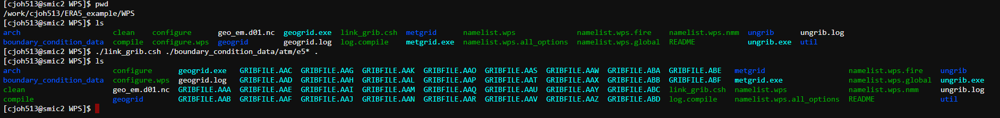 [cjoh513@smic2 WPS]$ pwd
/work/cjoh513/ERA5_example/WPS
[cjoh513@smic2 WPS]$ ls
arch clean configure geo_em.d01.nc geogrid.exe link_grib.csh metgrid namelist.wps namelist.wps.fire namelist.wps.nmm ungrib ungrib.log
boundary_condition_data compile configure.wps geogrid geogrid.log log.compile metgrid.exe namelist.wps.all_options namelist.wps.global README ungrib.exe util
[cjoh513@smic2 WPS]$ ./link_grib.csh ./boundary_condition_data/atm/e5* .
[cjoh513@smic2 WPS]$ ls
arch configure geogrid.exe GRIBFILE.AAC GRIBFILE.AAG GRIBFILE.AAK GRIBFILE.AAO GRIBFILE.AAS GRIBFILE.AAW GRIBFILE.ABA GRIBFILE.ABE metgrid namelist.wps.fire ungrib
boundary_condition_data configure.wps geogrid.log GRIBFILE.AAD GRIBFILE.AAH GRIBFILE.AAL GRIBFILE.AAP GRIBFILE.AAT GRIBFILE.AAX GRIBFILE.ABB GRIBFILE.ABF metgrid.exe namelist.wps.global ungrib.exe
clean geo_em.d01.nc GRIBFILE.AAA GRIBFILE.AAE GRIBFILE.AAI GRIBFILE.AAM GRIBFILE.AAQ GRIBFILE.AAU GRIBFILE.AAY GRIBFILE.ABC link_grib.csh namelist.wps namelist.wps.nmm ungrib.log
compile geogrid GRIBFILE.AAB GRIBFILE.AAF GRIBFILE.AAJ GRIBFILE.AAN GRIBFILE.AAR GRIBFILE.AAV GRIBFILE.AAZ GRIBFILE.ABD log.compile namelist.wps.all_options README util
[cjoh513@smic2 WPS]$